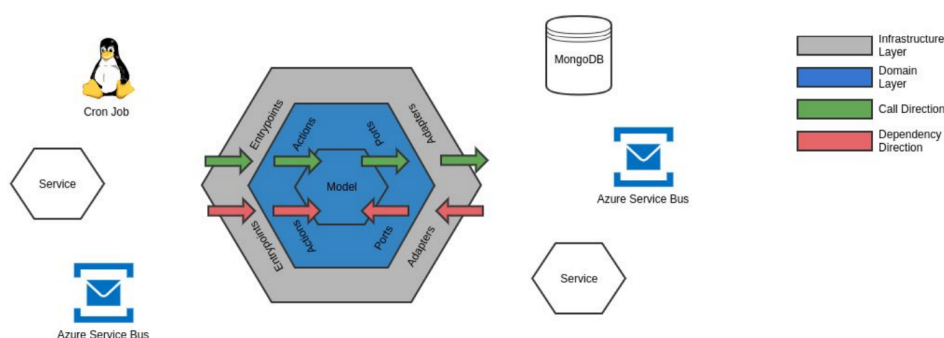 Cron Job
Service
Azure Service Bus
Entrypoints
Actions
Ports
Adapters
Model
Entrypoints
Actions
Ports
Adapters
MongoDB
Azure Service Bus
Service
Infrastructure
Layer
Domain
Layer
Call Direction
Dependency
Direction